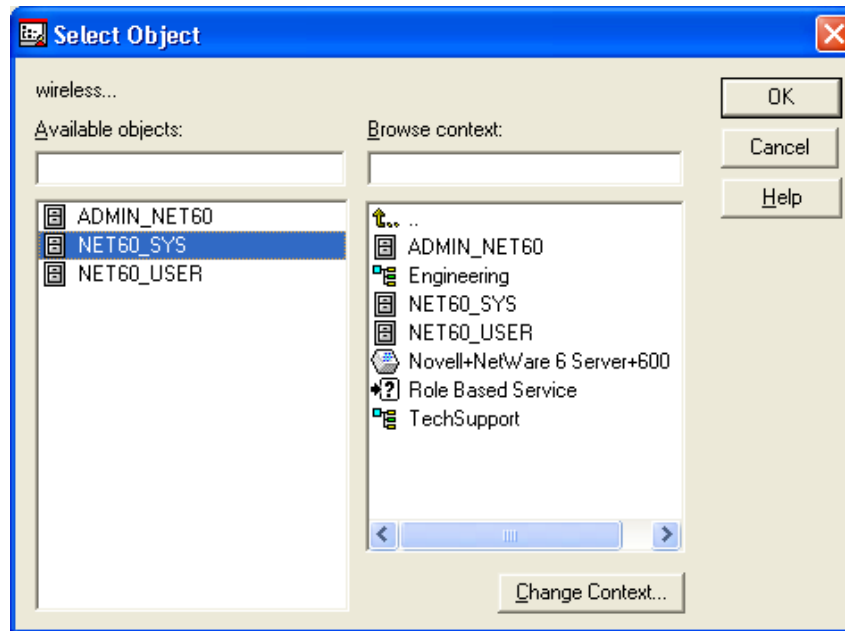 Select Object
wireless...
Available objects:
ADMIN_NET60
NET60_SYS
NET60_USER
Browse context:
..
ADMIN_NET60
Engineering
NET60_SYS
NET60_USER
Novell+NetWare 6 Server+600
Role Based Service
TechSupport
Change Context...
OK
Cancel
Help